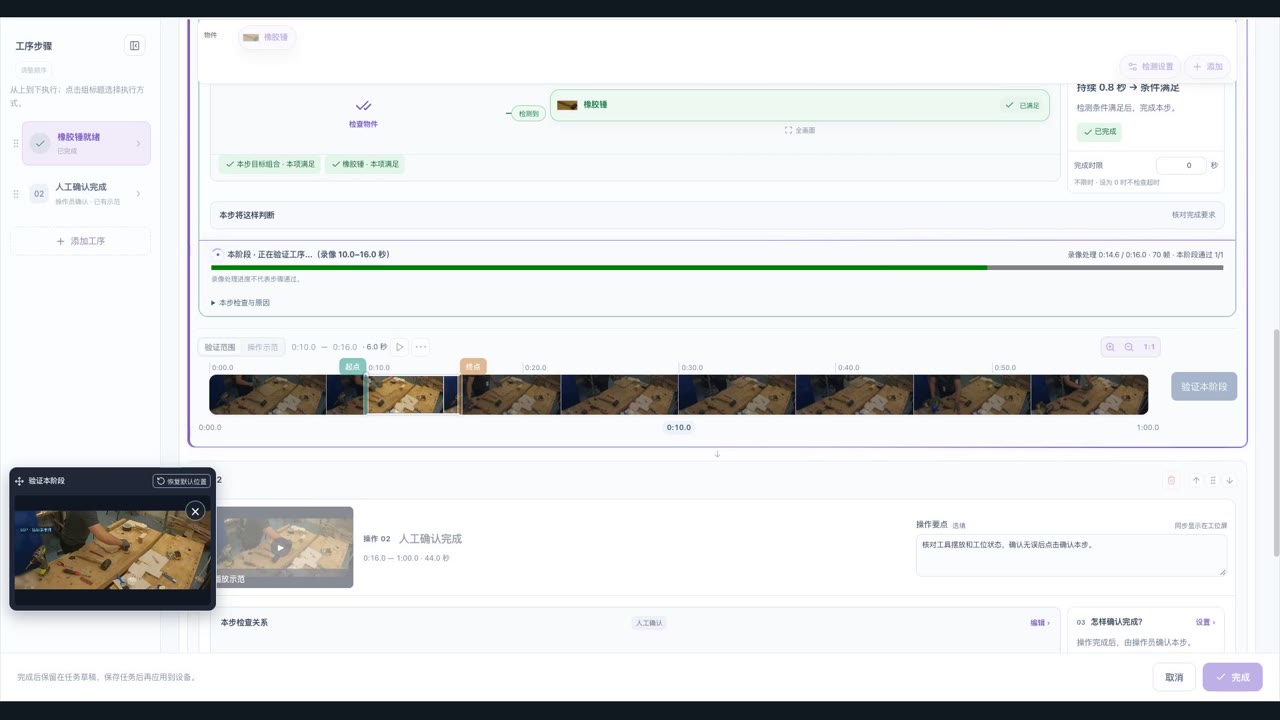 工序步骤
调整顺序
从上到下执行；点击组标题选择执行方式。
橡胶锤就绪
已完成
02
人工确认完成
操作员确认 · 已有示范
添加工序
物件
橡胶锤
检测设置
添加
检查物件
检测到
橡胶锤
已满足
全画面
本步目标组合 · 本项满足
橡胶锤 · 本项满足
持续 0.8 秒 → 条件满足
检测条件满足后，完成本步。
已完成
完成时限
0
秒
不限时 · 设为 0 时不检查超时
本步将这样判断
核对完成要求
本阶段 · 正在验证工序...（录像 10.0–16.0 秒）
录像处理 0:14.6 / 0:16.0 · 70 帧 · 本阶段通过 1/1
录像处理进度不代表步骤通过。
本步检查与原因
验证范围
操作示范
0:10.0 — 0:16.0 · 6.0 秒
1:1
起点
终点
0:00.0
0:10.0
0:20.0
0:30.0
0:40.0
0:50.0
验证本阶段
0:00.0
0:10.0
1:00.0
验证本阶段
恢复默认位置
2
播放示范
操作 02
人工确认完成
0:16.0 — 1:00.0 · 44.0 秒
操作要点
选填
同步显示在工位屏
核对工具摆放和工位状态，确认无误后点击确认本步。
本步检查关系
人工确认
编辑 ›
03 怎样确认完成?
设置 ›
操作完成后，由操作员确认本步。
完成后保留在任务草稿，保存任务后再应用到设备。
取消
完成